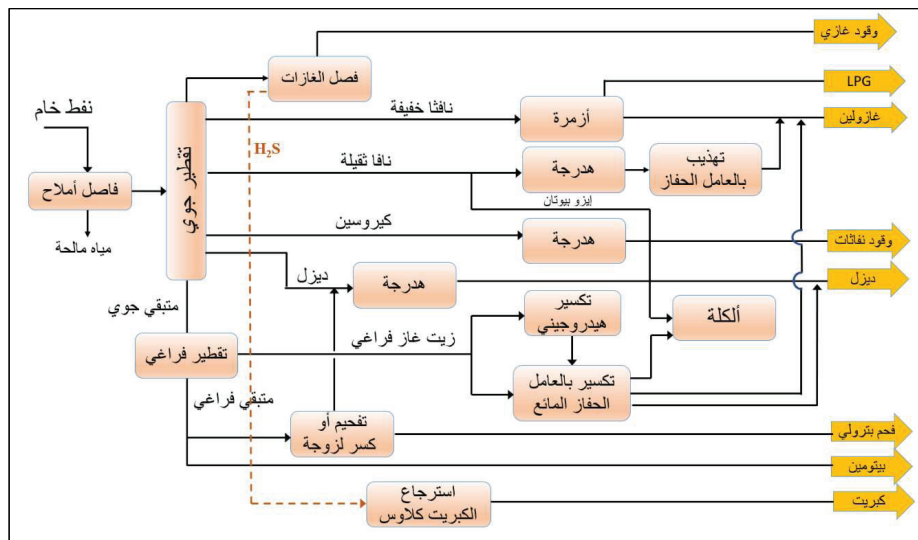 وقود غازي
فصل الغازات
LPG
نفط خام
نافثا خفيفة
أزمرة
غازولين
تقطير جوي
H₂S
نافا ثقيلة
هدرجة
تهذيب
بالعامل الحفاز
فاصل أملاح
إيزو بيوتان
مياه مالحة
كيروسين
هدرجة
وقود نفاثات
ديزل
هدرجة
ديزل
متبقي جوي
تكسير
هيدروجيني
ألكلة
تقطير فراغي
زيت غاز فراغي
تكسير بالعامل
الحفاز المائع
متبقي فراغي
تفحيم أو
كسر لزوجة
فحم بترولي
بيتومين
استرجاع
الكبريت كلاوس
كبريت